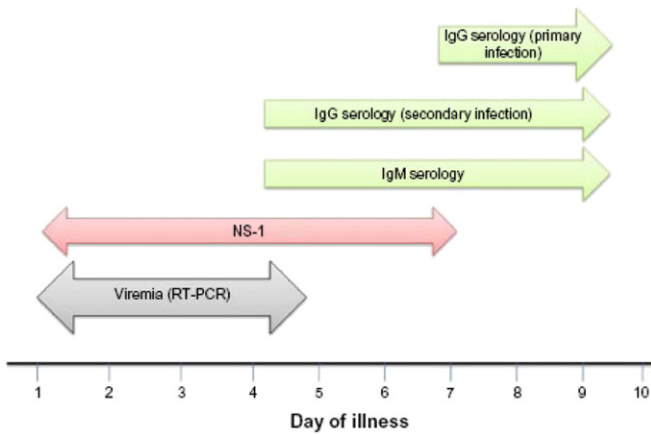 IgG serology (primary
infection)
IgG serology (secondary infection)
IgM serology
NS-1
Viremia (RT-PCR)
1 2 3 4 5 6 7 8 9 10
Day of illness